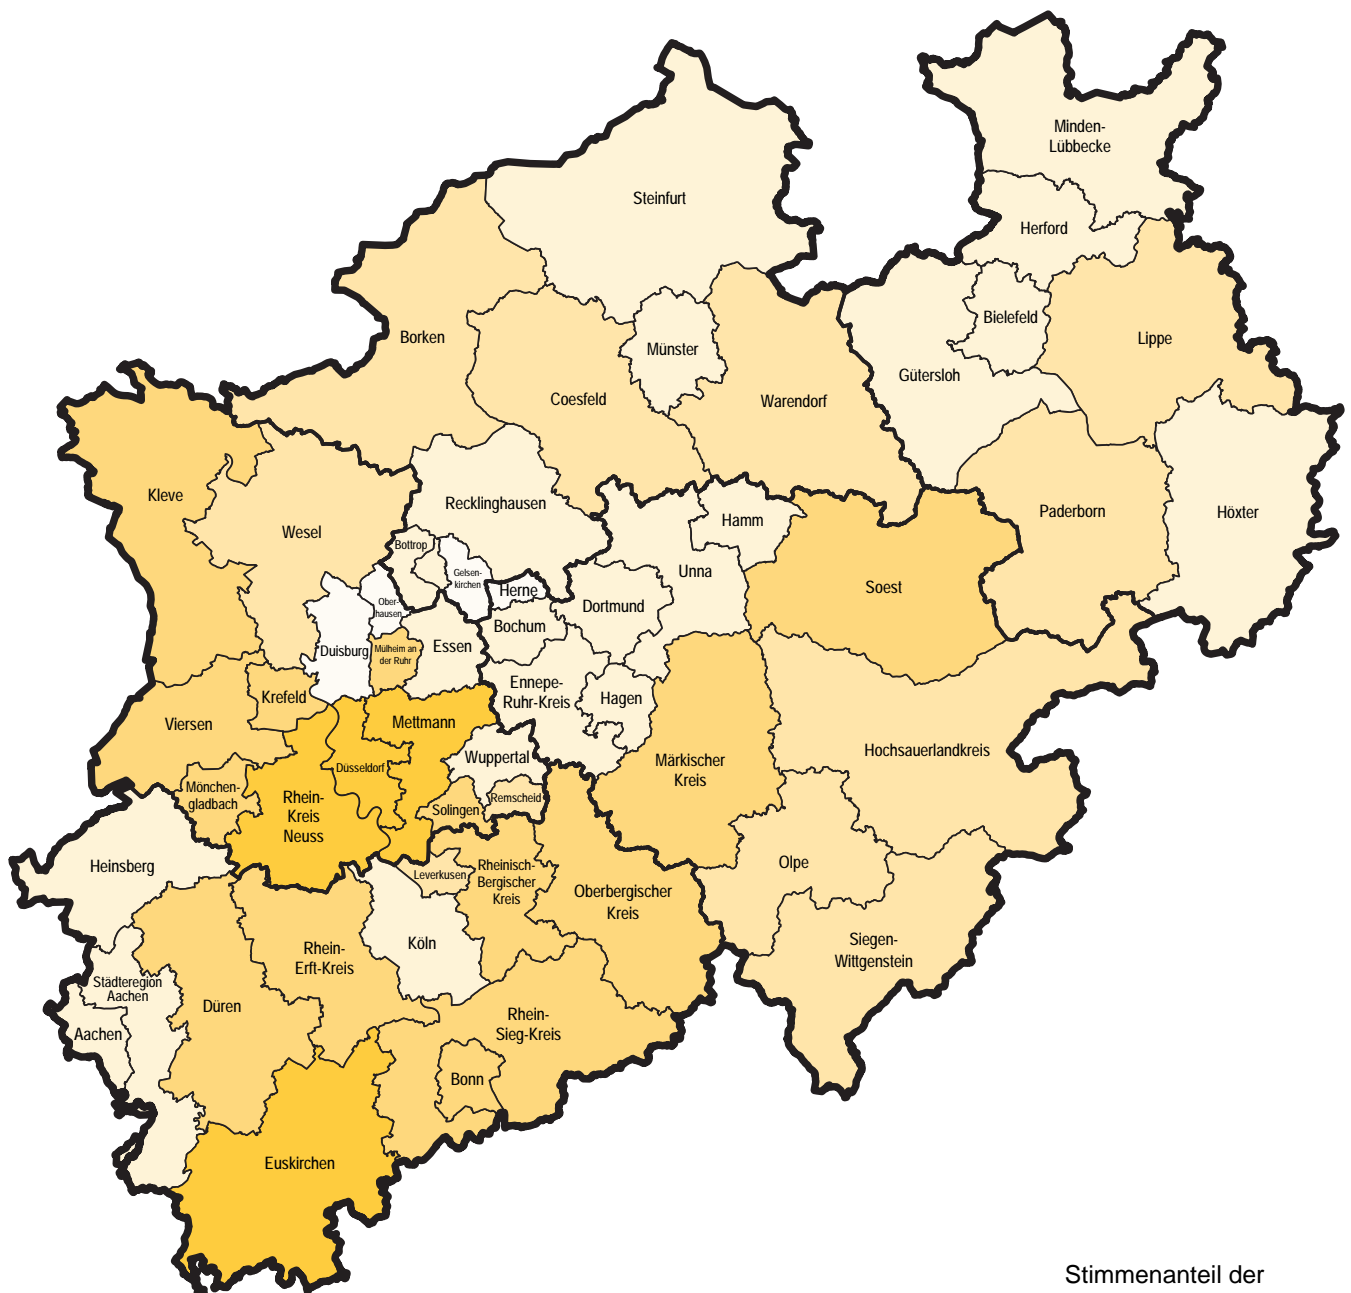 Minden-
Lübbecke
Steinfurt
Herford
Bielefeld
Borken
Münster
Lippe
Gütersloh
Coesfeld
Warendorf
Kleve
Recklinghausen
Wesel
Hamm
Paderborn
Höxter
Bottrop
Gelsen-
kirchen
Unna
Herne
Soest
Ober-
hausen
Dortmund
Bochum
Duisburg
Mülheim an
der Ruhr
Essen
Ennepe-
Ruhr-Kreis
Hagen
Krefeld
Viersen
Mettmann
Hochsauerlandkreis
Wuppertal
Märkischer
Kreis
Düsseldorf
Mönchen-
gladbach
Rhein-
Kreis
Neuss
Solingen
Remscheid
Heinsberg
Leverkusen
Rheinisch-
Bergischer
Kreis
Olpe
Oberbergischer
Kreis
Köln
Rhein-
Erft-Kreis
Siegen-
Wittgenstein
Städteregion
Aachen
Düren
Rhein-
Sieg-Kreis
Aachen
Bonn
Euskirchen
Stimmenanteil der